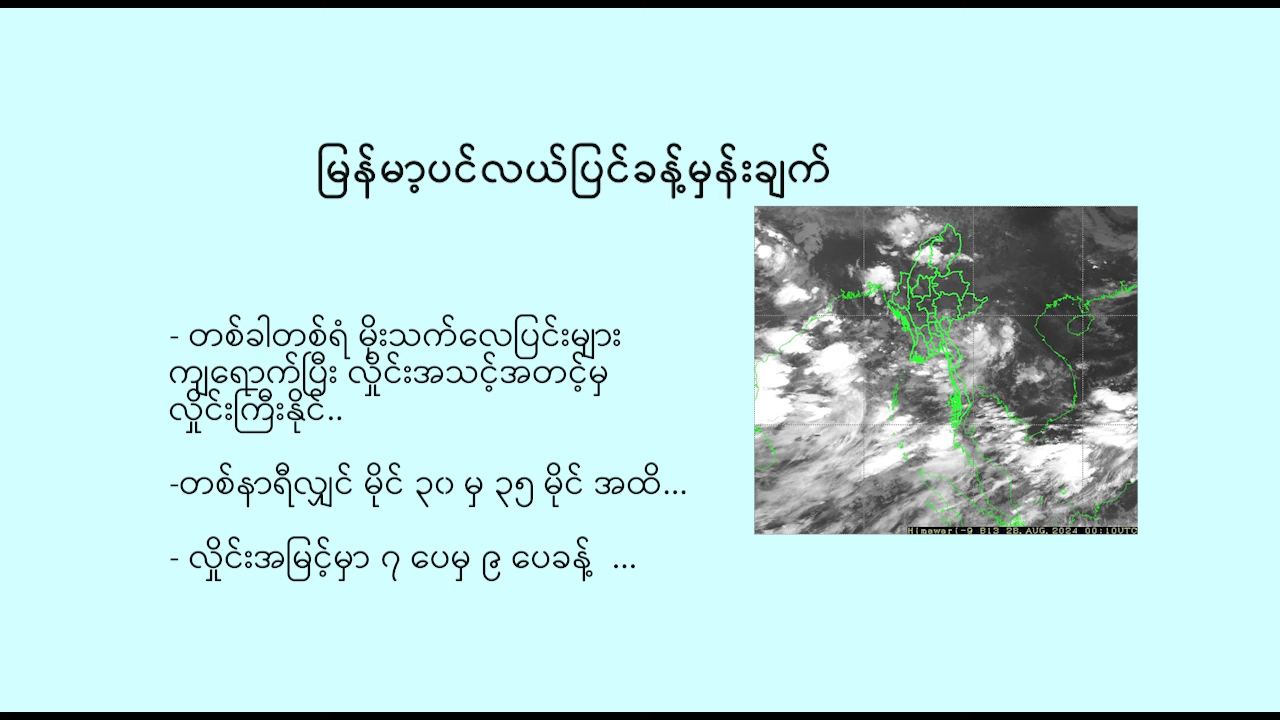 မြန်မာ့ပင်လယ်ပြင်ခန့်မှန်းချက်
- တစ်ခါတစ်ရံ မိုးသက်လေပြင်းများ
ကျရောက်ပြီး လှိုင်းအသင့်အတင့်မှ
လှိုင်းကြီးနိုင်..
-တစ်နာရီလျှင် မိုင် ၃၀ မှ ၃၅ မိုင် အထိ...
- လှိုင်းအမြင့်မှာ ၇ ပေမှ ၉ ပေခန့် ...
Himawari-9 B13 28,AUG,2024 00:10UTC